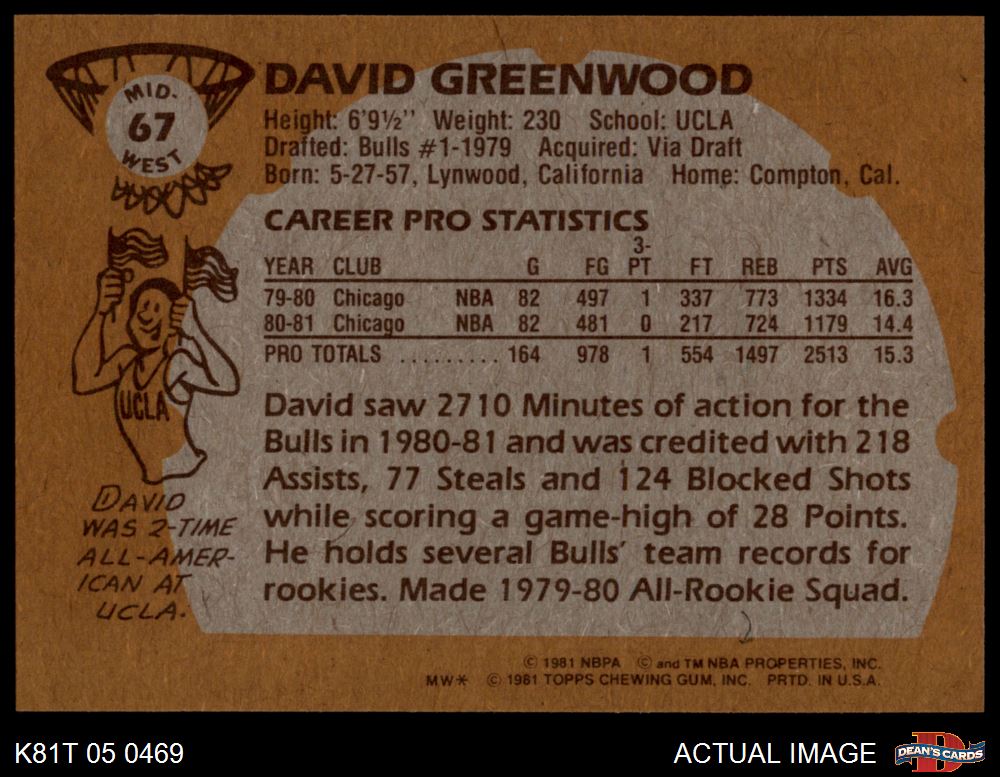 MID-
67
WEST
DAVID GREENWOOD
Height: 6'9½'' Weight: 230 School: UCLA
Drafted: Bulls #1-1979 Acquired: Via Draft
Born: 5-27-57, Lynwood, California Home: Compton, Cal.
CAREER PRO STATISTICS
3-
YEAR CLUB G FG PT FT REB PTS AVG
79-80 Chicago NBA 82 497 1 337 773 1334 16.3
80-81 Chicago NBA 82 481 0 217 724 1179 14.4
PRO TOTALS .......... 164 978 1 554 1497 2513 15.3
UCLA
DAVID
WAS 2-TIME
ALL-AMER-
ICAN AT
UCLA.
David saw 2710 Minutes of action for the
Bulls in 1980-81 and was credited with 218
Assists, 77 Steals and 124 Blocked Shots
while scoring a game-high of 28 Points.
He holds several Bulls' team records for
rookies. Made 1979-80 All-Rookie Squad.
© 1981 NBPA © and TM NBA PROPERTIES, INC.
MW* © 1981 TOPPS CHEWING GUM, INC. PRTD. IN U.S.A.
K81T 05 0469
ACTUAL IMAGE
DEAN'S CARDS